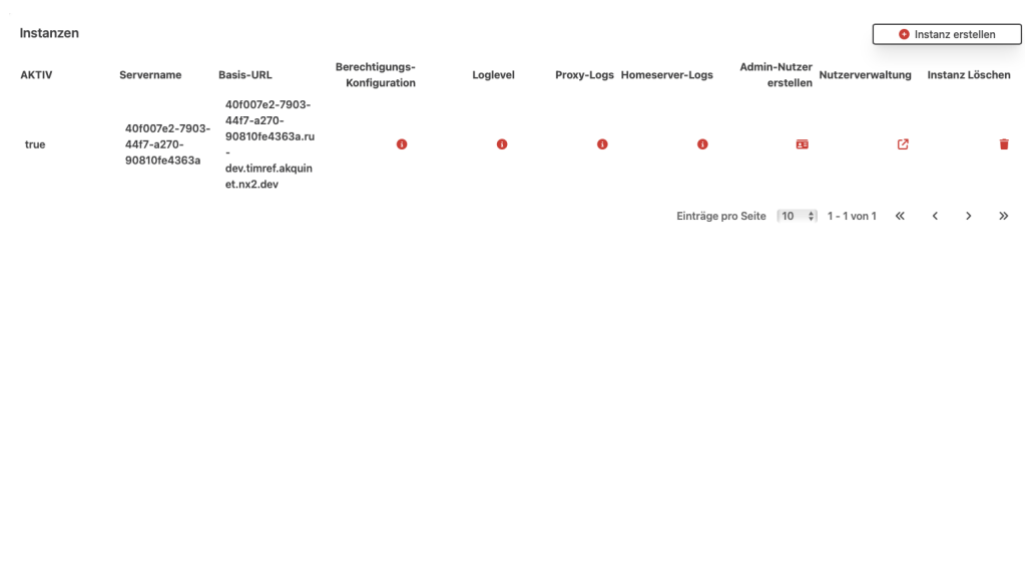 Instanzen
Instanz erstellen
AKTIV
Servername
Basis-URL
Berechtigungs-
Konfiguration
Loglevel
Proxy-Logs
Homeserver-Logs
Admin-Nutzer
erstellen
Nutzerverwaltung
Instanz Löschen
true
40f007e2-7903-
44f7-a270-
90810fe4363a
40f007e2-7903-
44f7-a270-
90810fe4363a.ru
-
dev.timref.akquin
et.nx2.dev
Einträge pro Seite 10 1 - 1 von 1